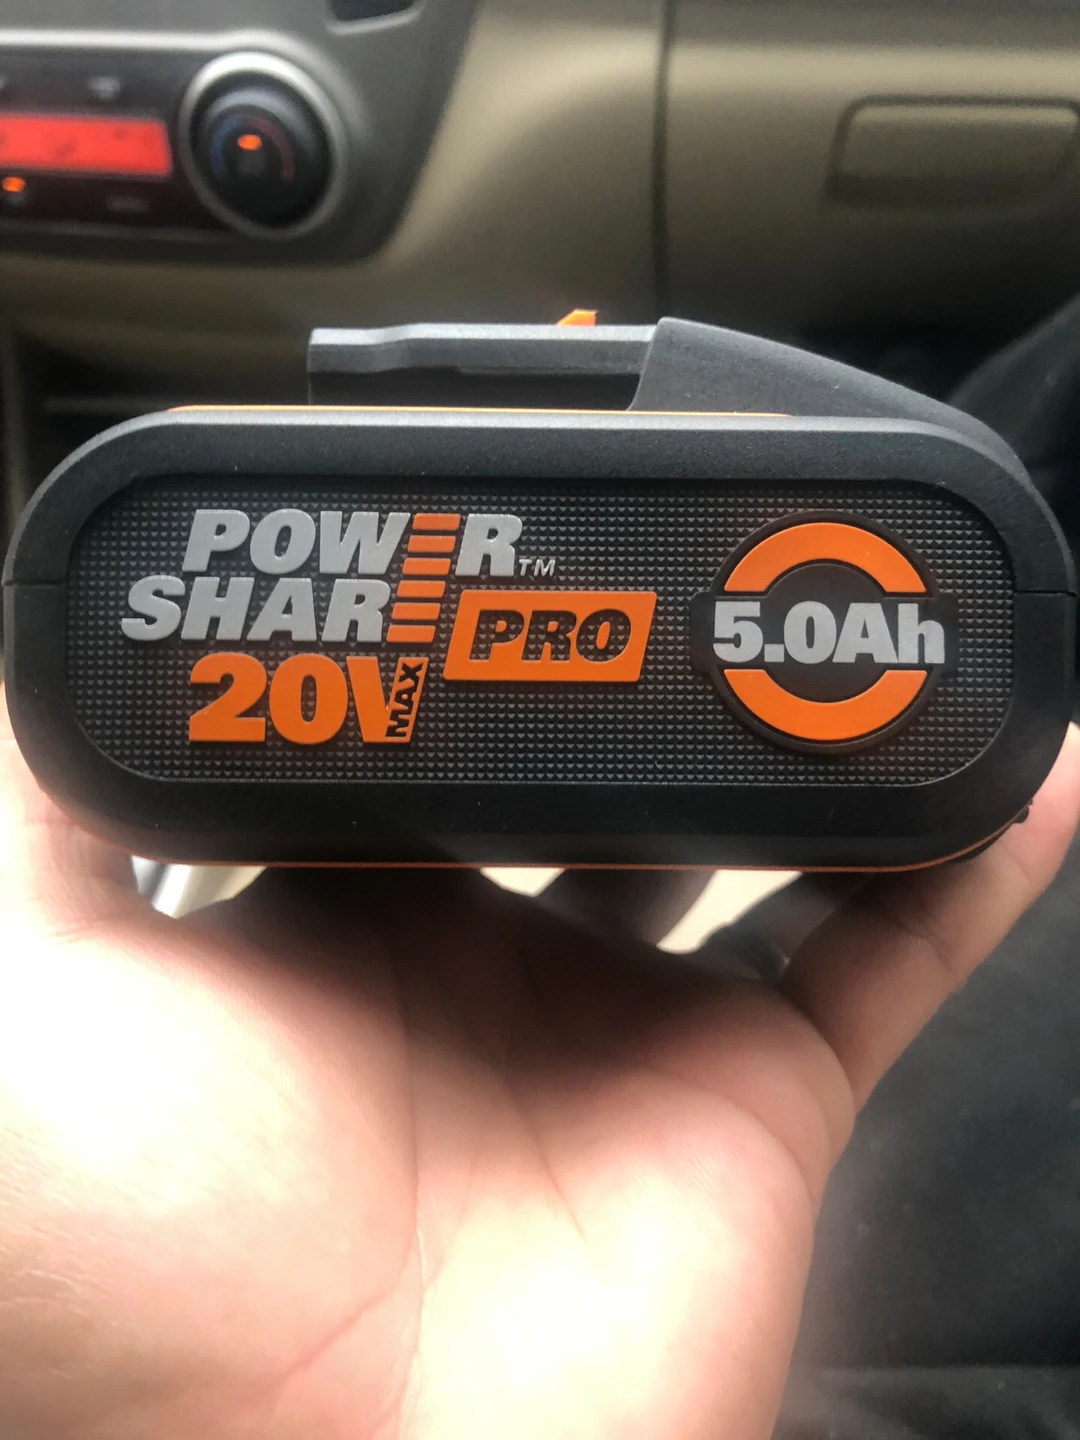 POWER™
SHARE
PRO
20V MAX
5.0Ah